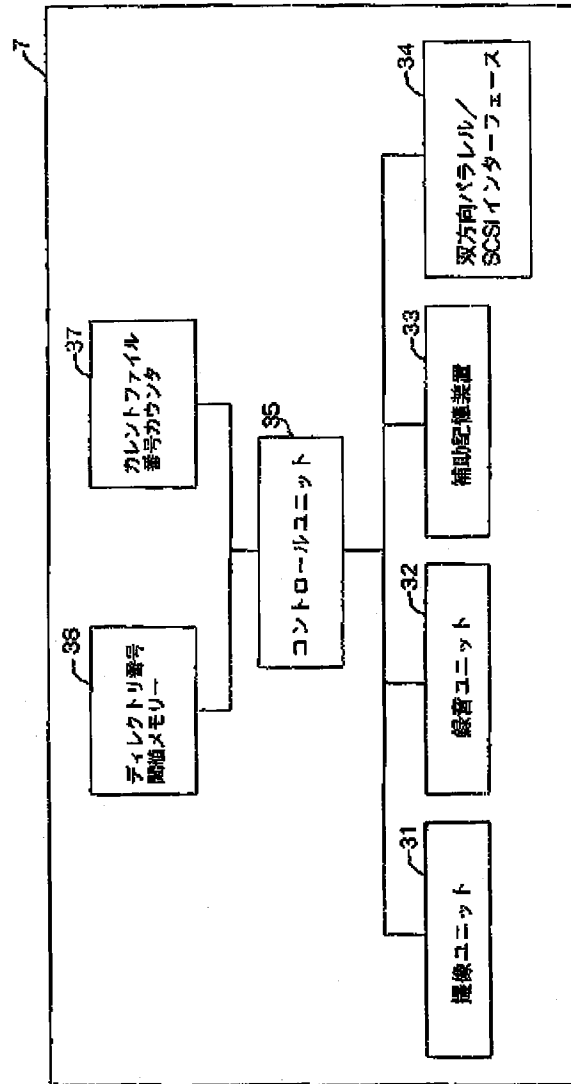 7
38
ディレクトリ番号
閾値メモリー
37
カレントファイル
番号カウンタ
35
コントロールユニット
31
撮像ユニット
32
録音ユニット
33
補助記憶装置
34
双方向パラレル／
SCSIインターフェース